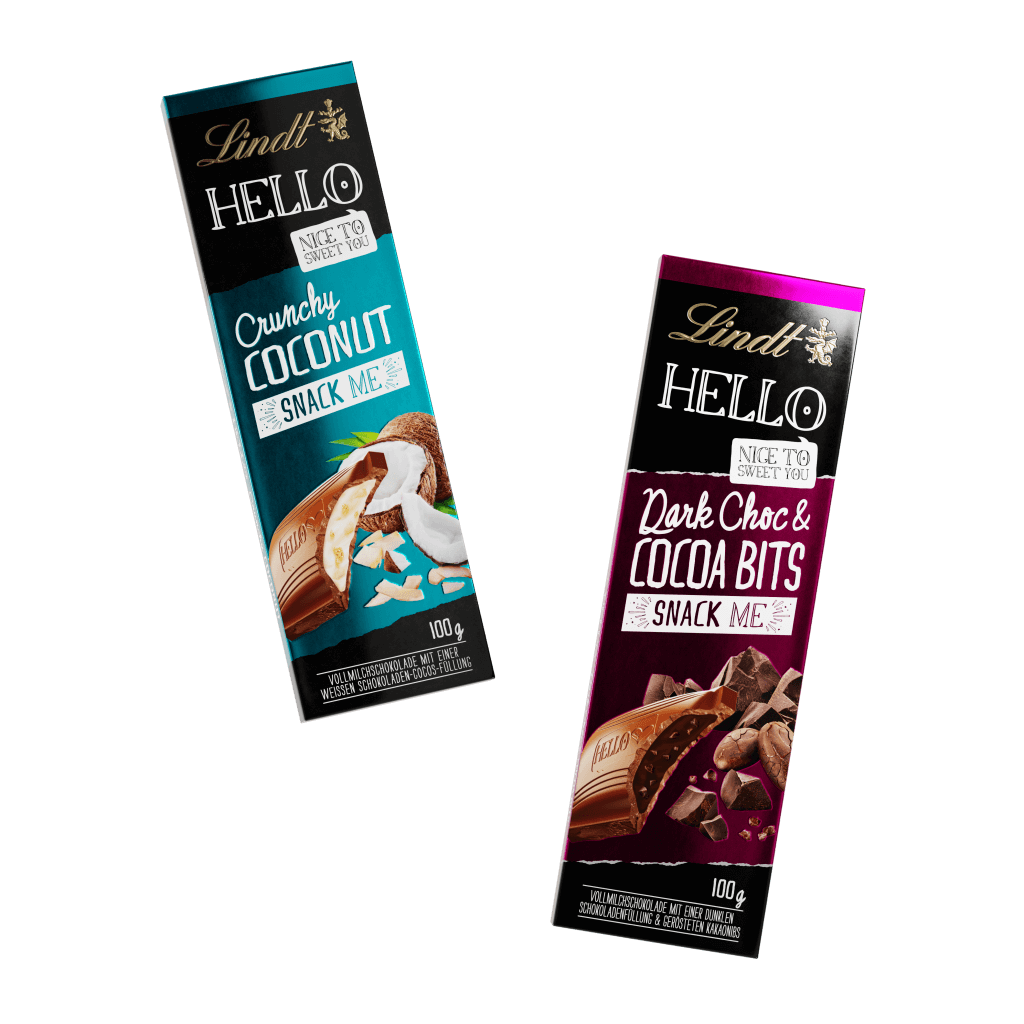 Lindt
HELLO
NICE TO
SWEET YOU
Crunchy
COCONUT
SNACK ME
HELLO
100 g
VOLLMILCHSCHOKOLADE MIT EINER
WEISSEN SCHOKOLADEN-COCOS-FÜLLUNG
Lindt
HELLO
NICE TO
SWEET YOU
Dark Choc &
COCOA BITS
SNACK ME
HELLO
100 g
VOLLMILCHSCHOKOLADE MIT EINER DUNKLEN
SCHOKOLADENFÜLLUNG & GERÖSTETEN KAKAONIBS